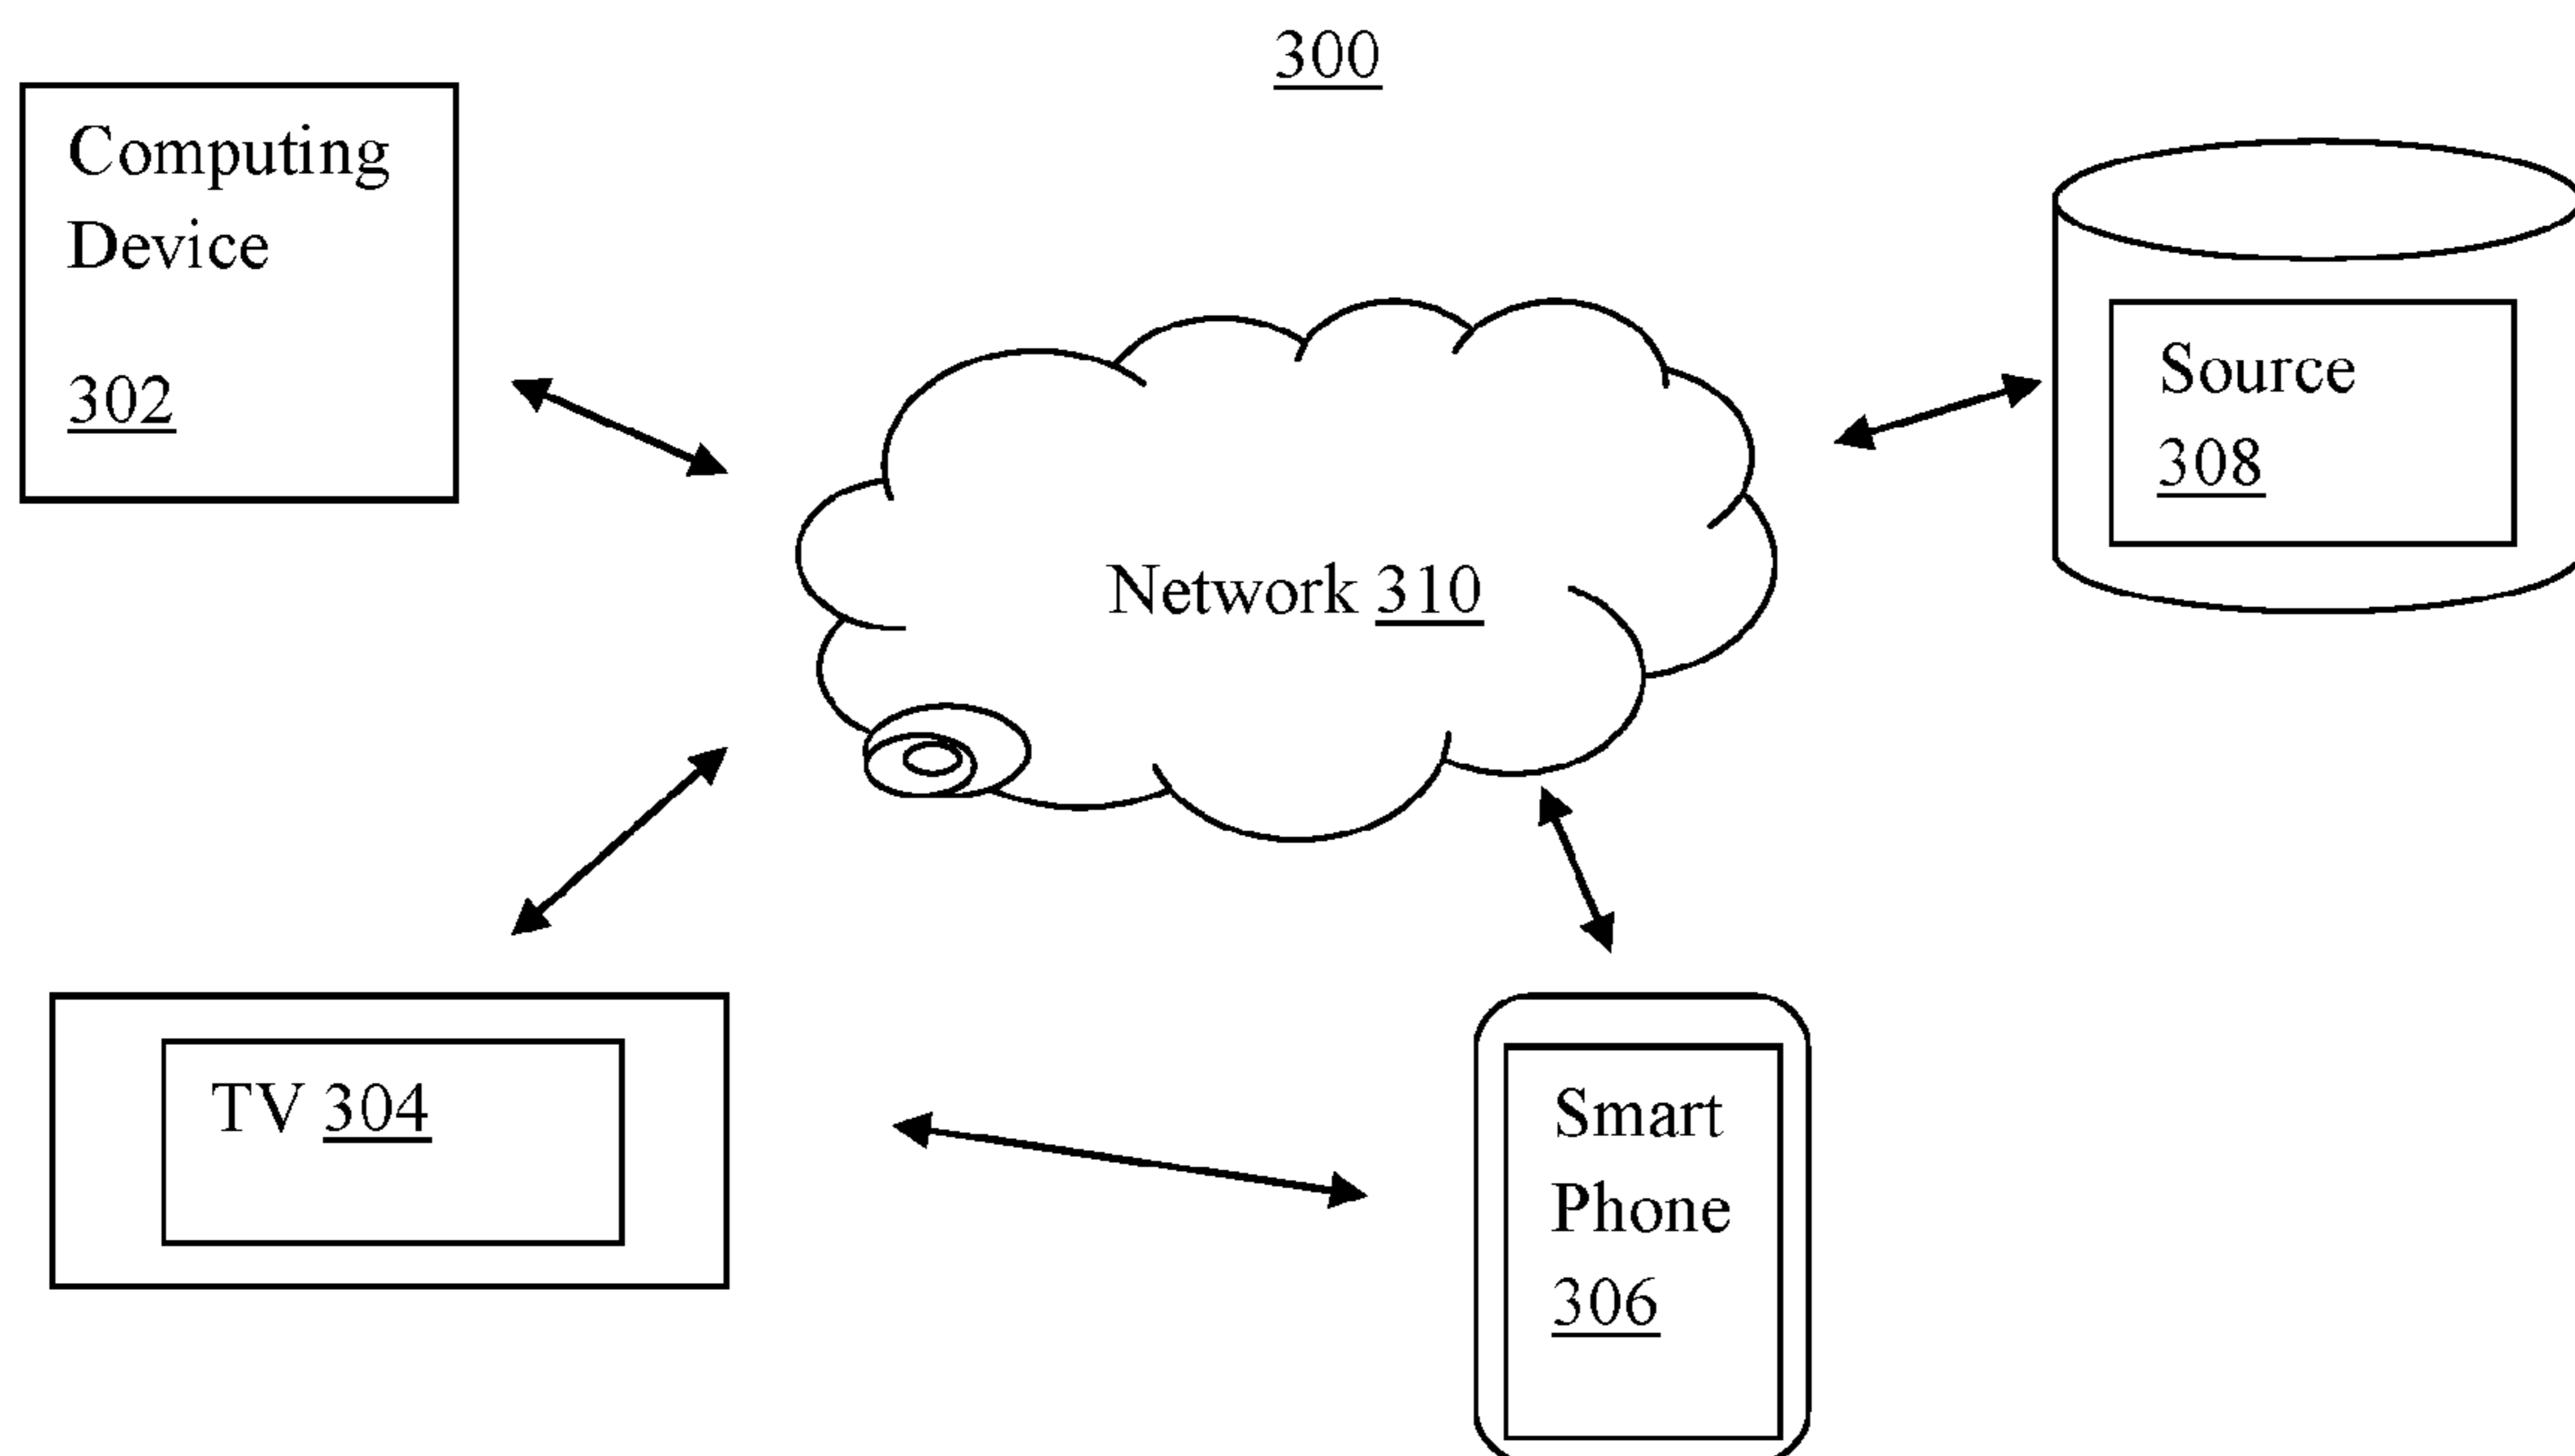 300
Computing
Device
302
Source
308
Network 310
TV 304
Smart
Phone
306